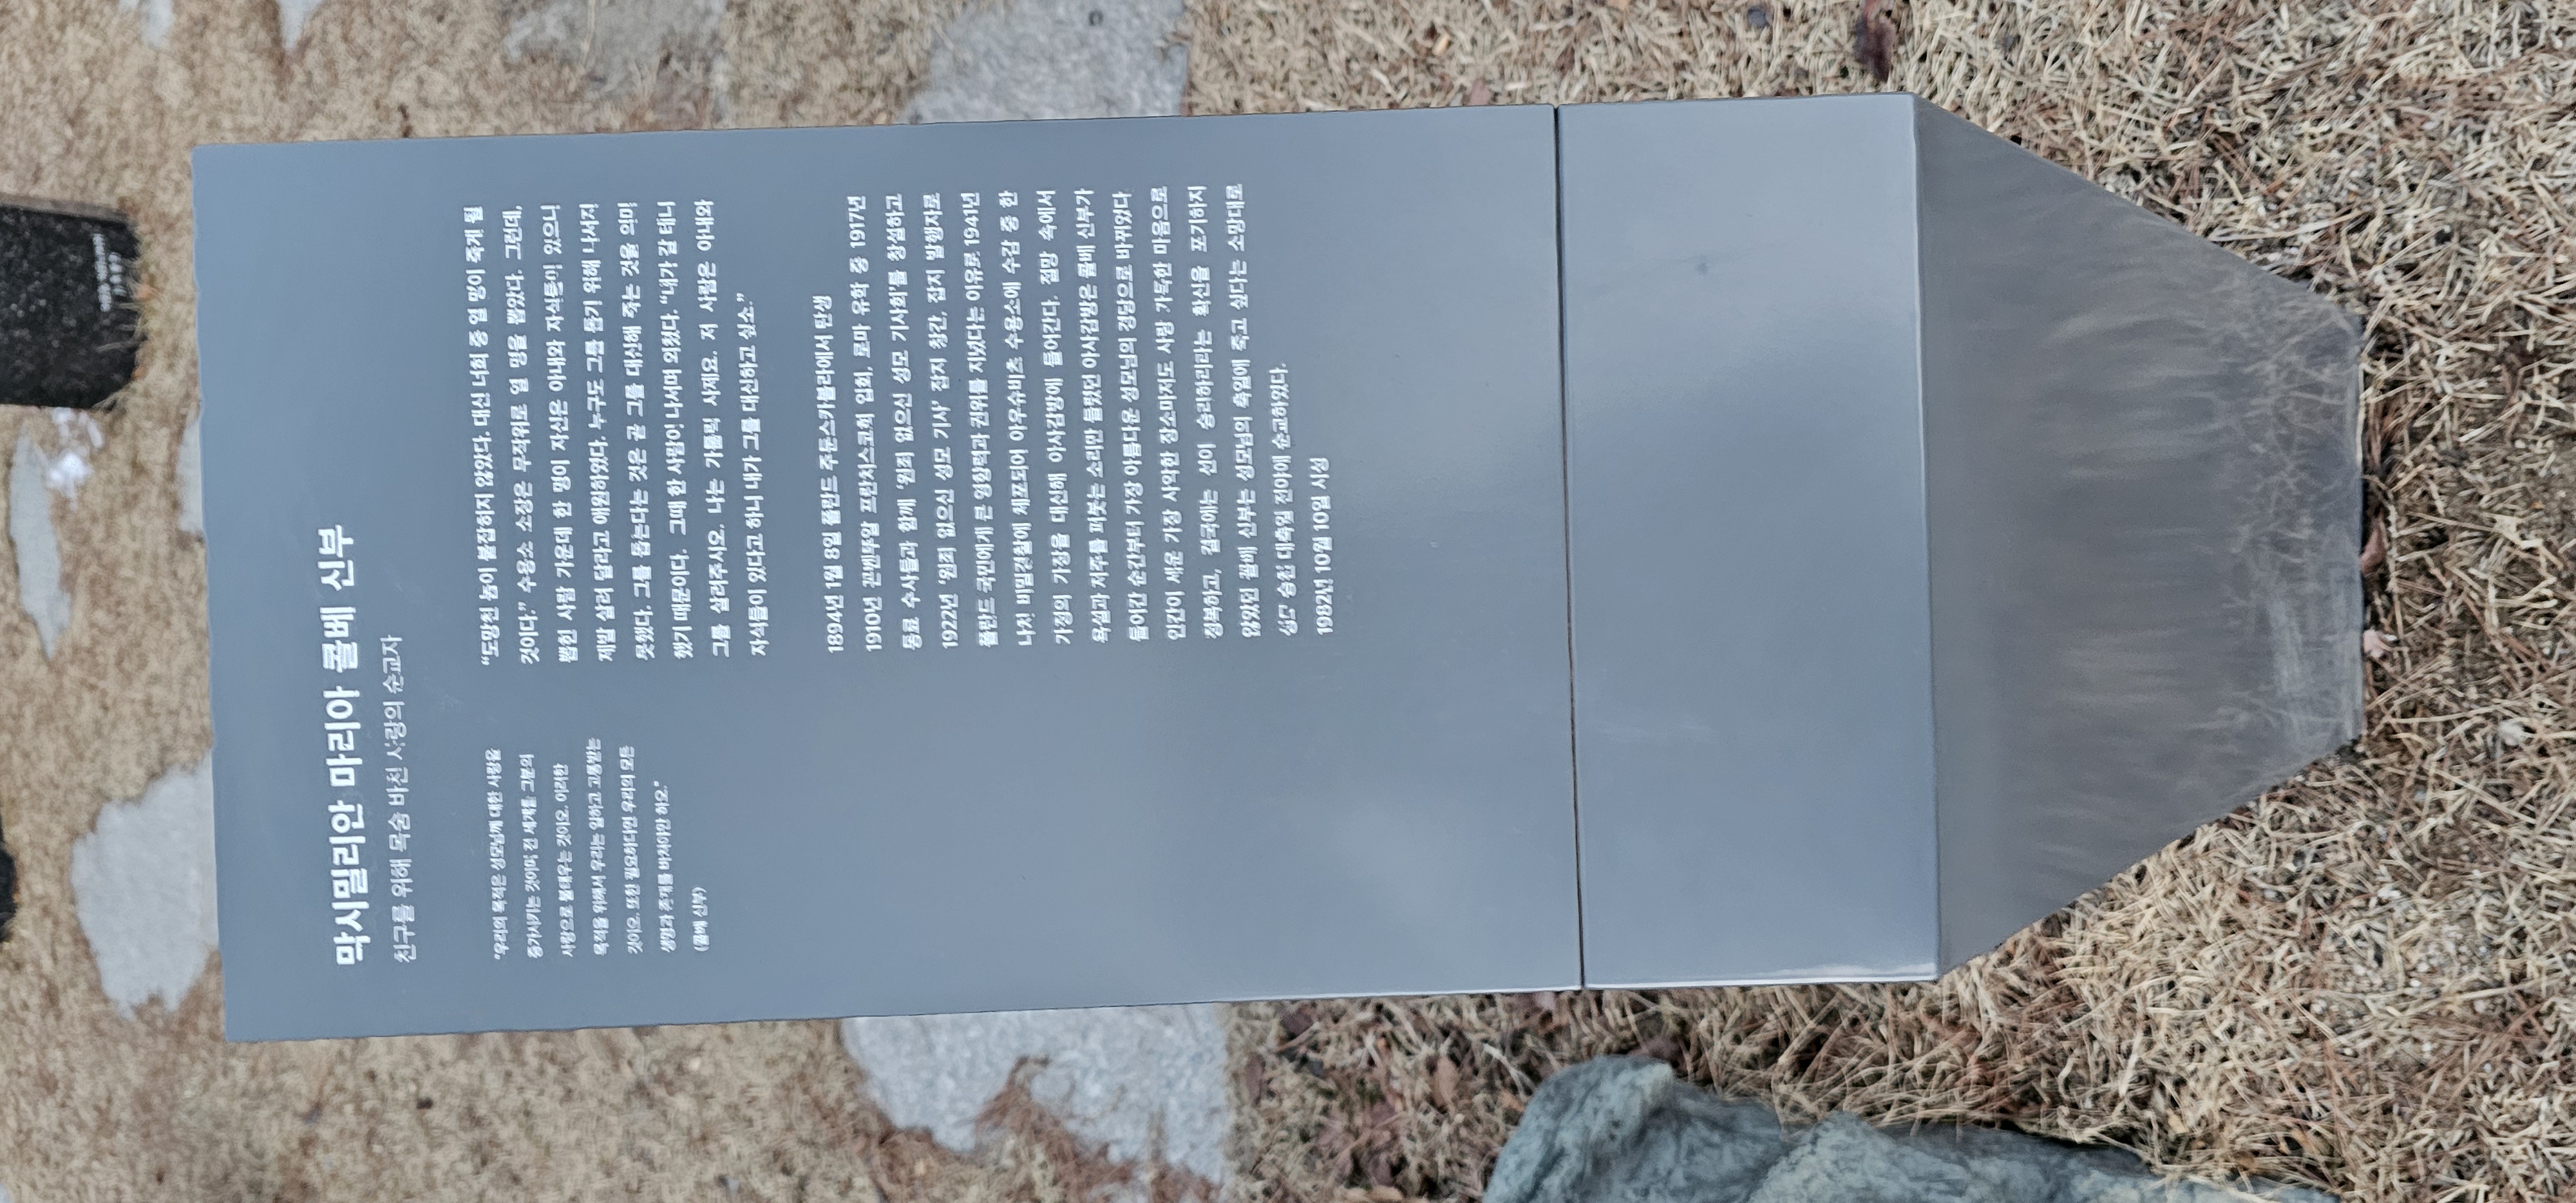 막시밀리안 마리아 콜베 신부
친구를 위해 목숨 바친 사랑의 순교자
"우리의 목적은 성모님께 대한 사랑을
증가시키는 것이며, 전 세계를 그분의
사랑으로 불태우는 것이오. 이러한
목적을 위해서 우리는 일하고 고통받는
것이오. 또한 필요하다면 우리의 모든
생명과 존재를 바쳐야만 하오."
(콜베 신부)
"도망친 놈이 붙잡히지 않았다. 대신 너희 중 열 명이 죽게 될
것이다." 수용소 소장은 무작위로 열 명을 뽑았다. 그런데,
뽑힌 사람 가운데 한 명이 자신은 아내와 자식들이 있으니
제발 살려 달라고 애원하였다. 누구도 그를 돕기 위해 나서지
못했다. 그를 돕는다는 것은 곧 그를 대신해 죽는 것을 의미
했기 때문이다. 그때 한 사람이 나서며 외쳤다. "내가 갈 테니
그를 살려주시오. 나는 가톨릭 사제요. 저 사람은 아내와
자식들이 있다고 하니 내가 그를 대신하고 싶소."
1894년 1월 8일 폴란드 주둔스카볼라에서 탄생
1910년 꼰벤뚜알 프란치스코회 입회, 로마 유학 중 1917년
동료 수사들과 함께 '원죄 없으신 성모 기사회'를 창설하고
1922년 '원죄 없으신 성모 기사' 잡지 창간, 잡지 발행자로
폴란드 국민에게 큰 영향력과 권위를 지녔다는 이유로 1941년
나치 비밀경찰에 체포되어 아우슈비츠 수용소에 수감 중 한
가정의 가장을 대신해 아사감방에 들어간다. 절망 속에서
욕설과 저주를 퍼붓는 소리만 들렸던 아사감방은 콜베 신부가
들어간 순간부터 가장 아름다운 성모님의 경당으로 바뀌었다.
인간이 세운 가장 사악한 장소마저도 사랑 가득한 마음으로
정복하고, 결국에는 선이 승리하리라는 확신을 포기하지
않았던 콜베 신부는 성모님의 축일에 죽고 싶다는 소망대로
성모 승천 대축일 전야에 순교하였다.
1982년 10월 10일 시성